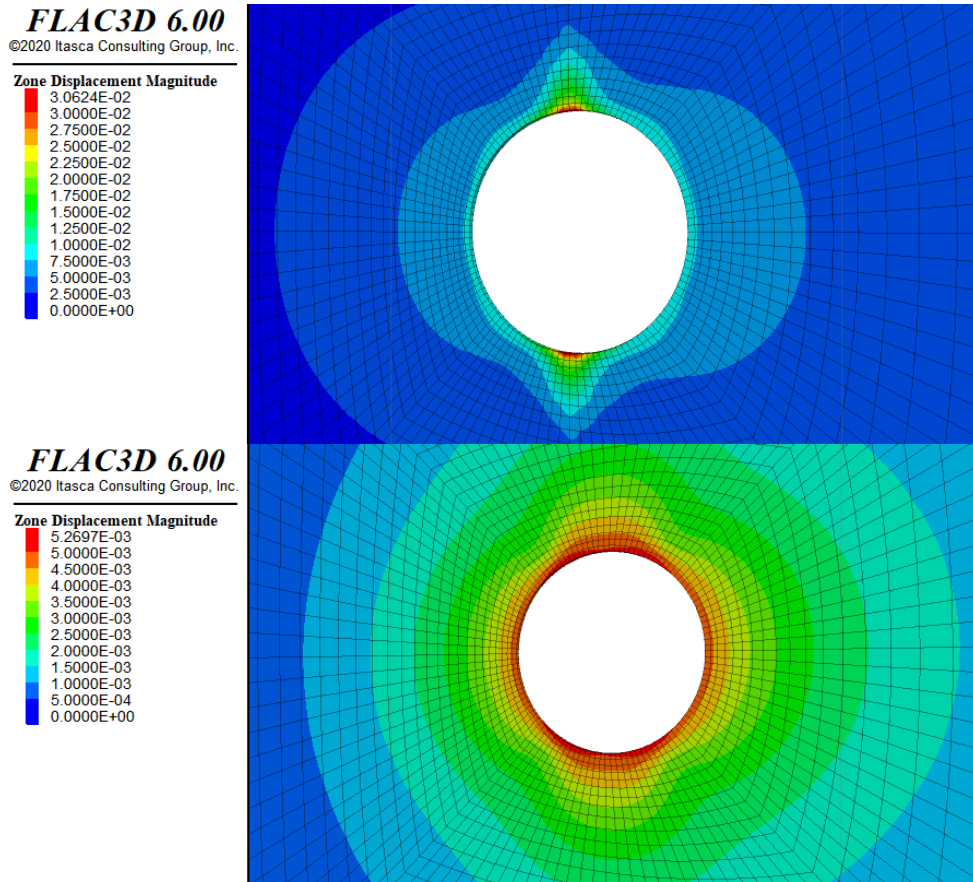 FLAC3D 6.00
©2020 Itasca Consulting Group, Inc.
Zone Displacement Magnitude
3.0624E-02
3.0000E-02
2.7500E-02
2.5000E-02
2.2500E-02
2.0000E-02
1.7500E-02
1.5000E-02
1.2500E-02
1.0000E-02
7.5000E-03
5.0000E-03
2.5000E-03
0.0000E+00
FLAC3D 6.00
©2020 Itasca Consulting Group, Inc.
Zone Displacement Magnitude
5.2697E-03
5.0000E-03
4.5000E-03
4.0000E-03
3.5000E-03
3.0000E-03
2.5000E-03
2.0000E-03
1.5000E-03
1.0000E-03
5.0000E-04
0.0000E+00